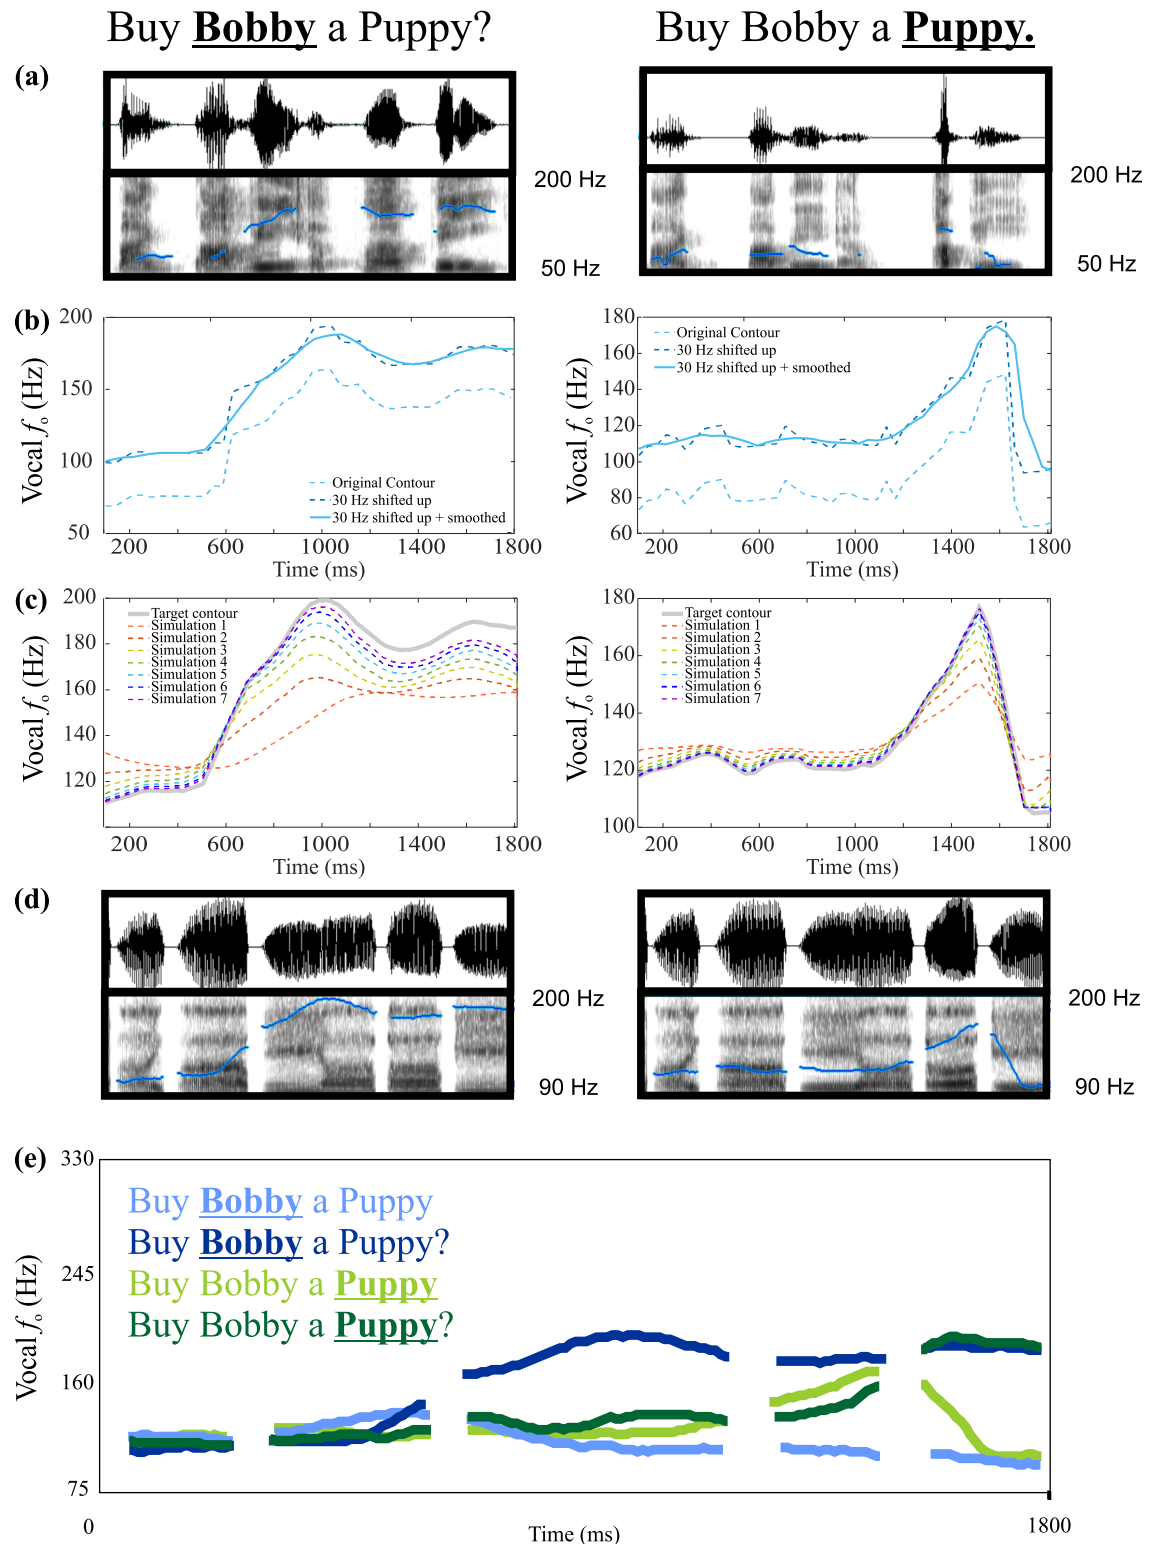 Buy Bobby a Puppy?
Buy Bobby a Puppy.
(a)
200 Hz
50 Hz
200 Hz
50 Hz
(b)
200
150
100
50
Vocal fo (Hz)
Original Contour
30 Hz shifted up
30 Hz shifted up + smoothed
200 600 1000 1400 1800
Time (ms)
180
160
140
120
100
80
60
Vocal fo (Hz)
Original Contour
30 Hz shifted up
30 Hz shifted up + smoothed
200 600 1000 1400 1800
Time (ms)
(c)
200
180
160
140
120
Vocal fo (Hz)
Target contour
Simulation 1
Simulation 2
Simulation 3
Simulation 4
Simulation 5
Simulation 6
Simulation 7
200 600 1000 1400 1800
Time (ms)
180
160
140
120
100
Vocal fo (Hz)
Target contour
Simulation 1
Simulation 2
Simulation 3
Simulation 4
Simulation 5
Simulation 6
Simulation 7
200 600 1000 1400 1800
Time (ms)
(d)
200 Hz
90 Hz
200 Hz
90 Hz
(e)
330
245
160
75
Vocal fo (Hz)
Buy Bobby a Puppy
Buy Bobby a Puppy?
Buy Bobby a Puppy
Buy Bobby a Puppy?
0
Time (ms)
1800